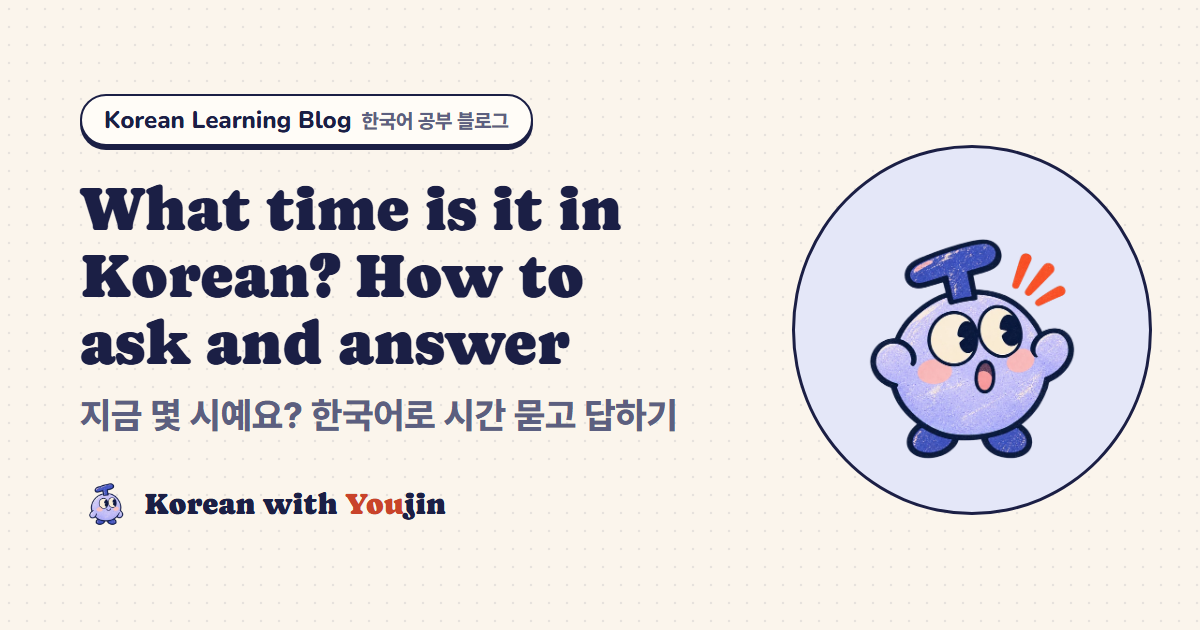 Korean Learning Blog 한국어 공부 블로그
What time is it in
Korean? How to
ask and answer
지금 몇 시예요? 한국어로 시간 묻고 답하기
Korean with Youjin